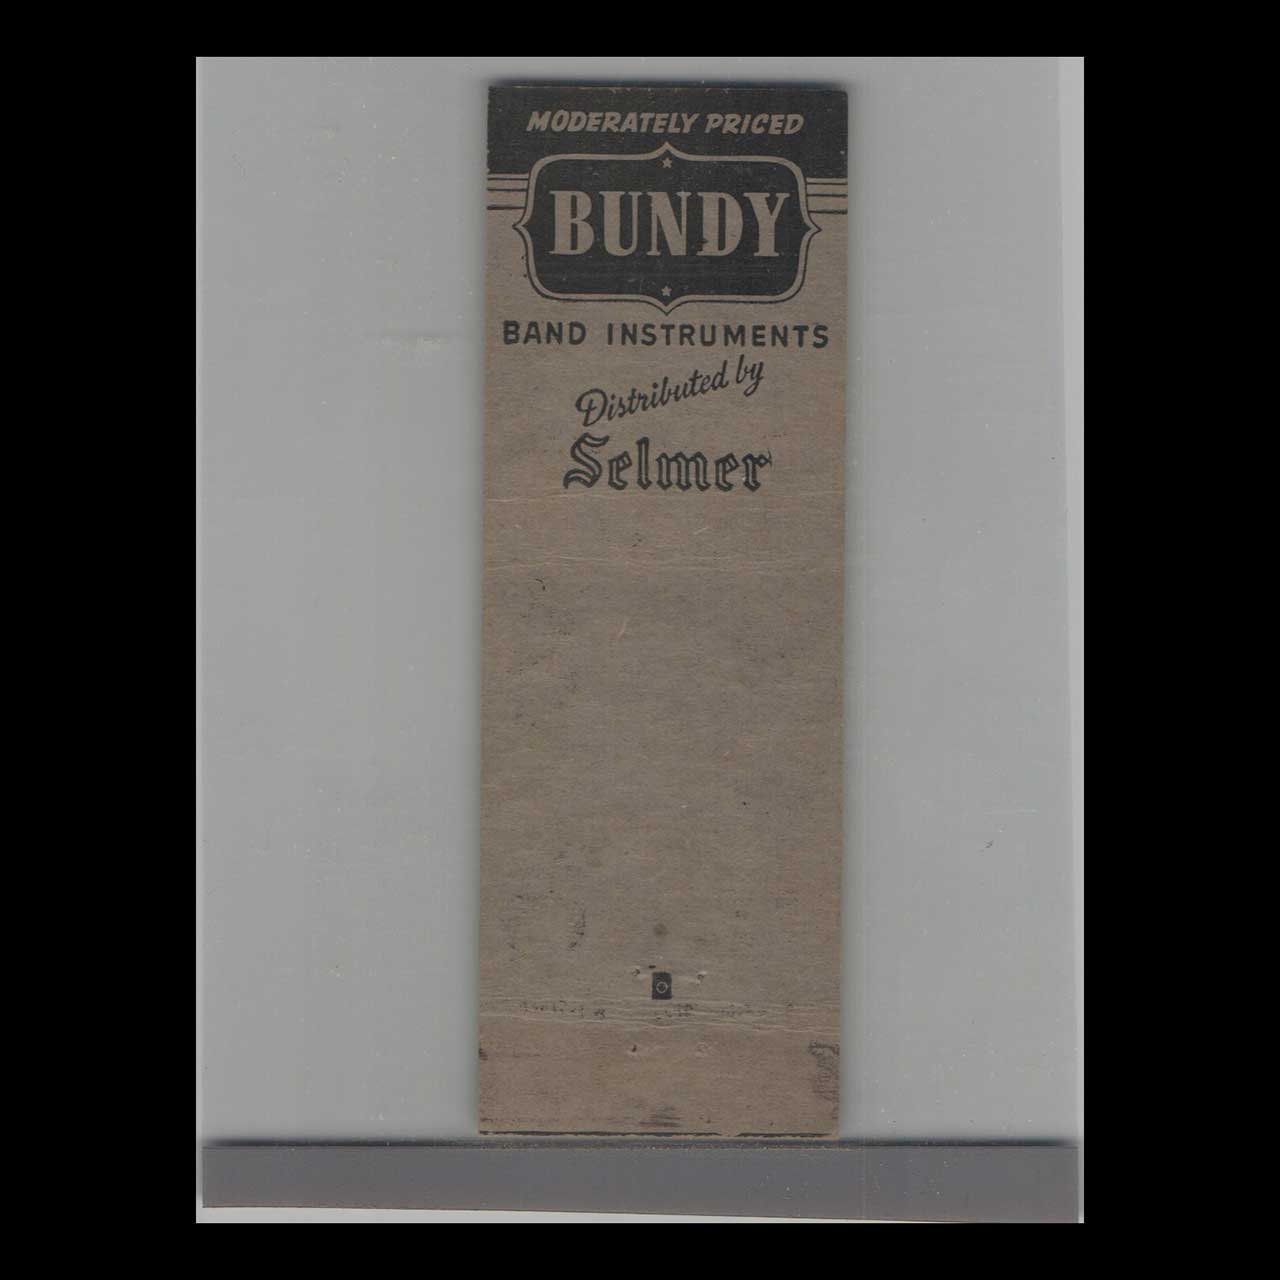 MODERATELY PRICED
BUNDY
BAND INSTRUMENTS
Distributed by
Selmer